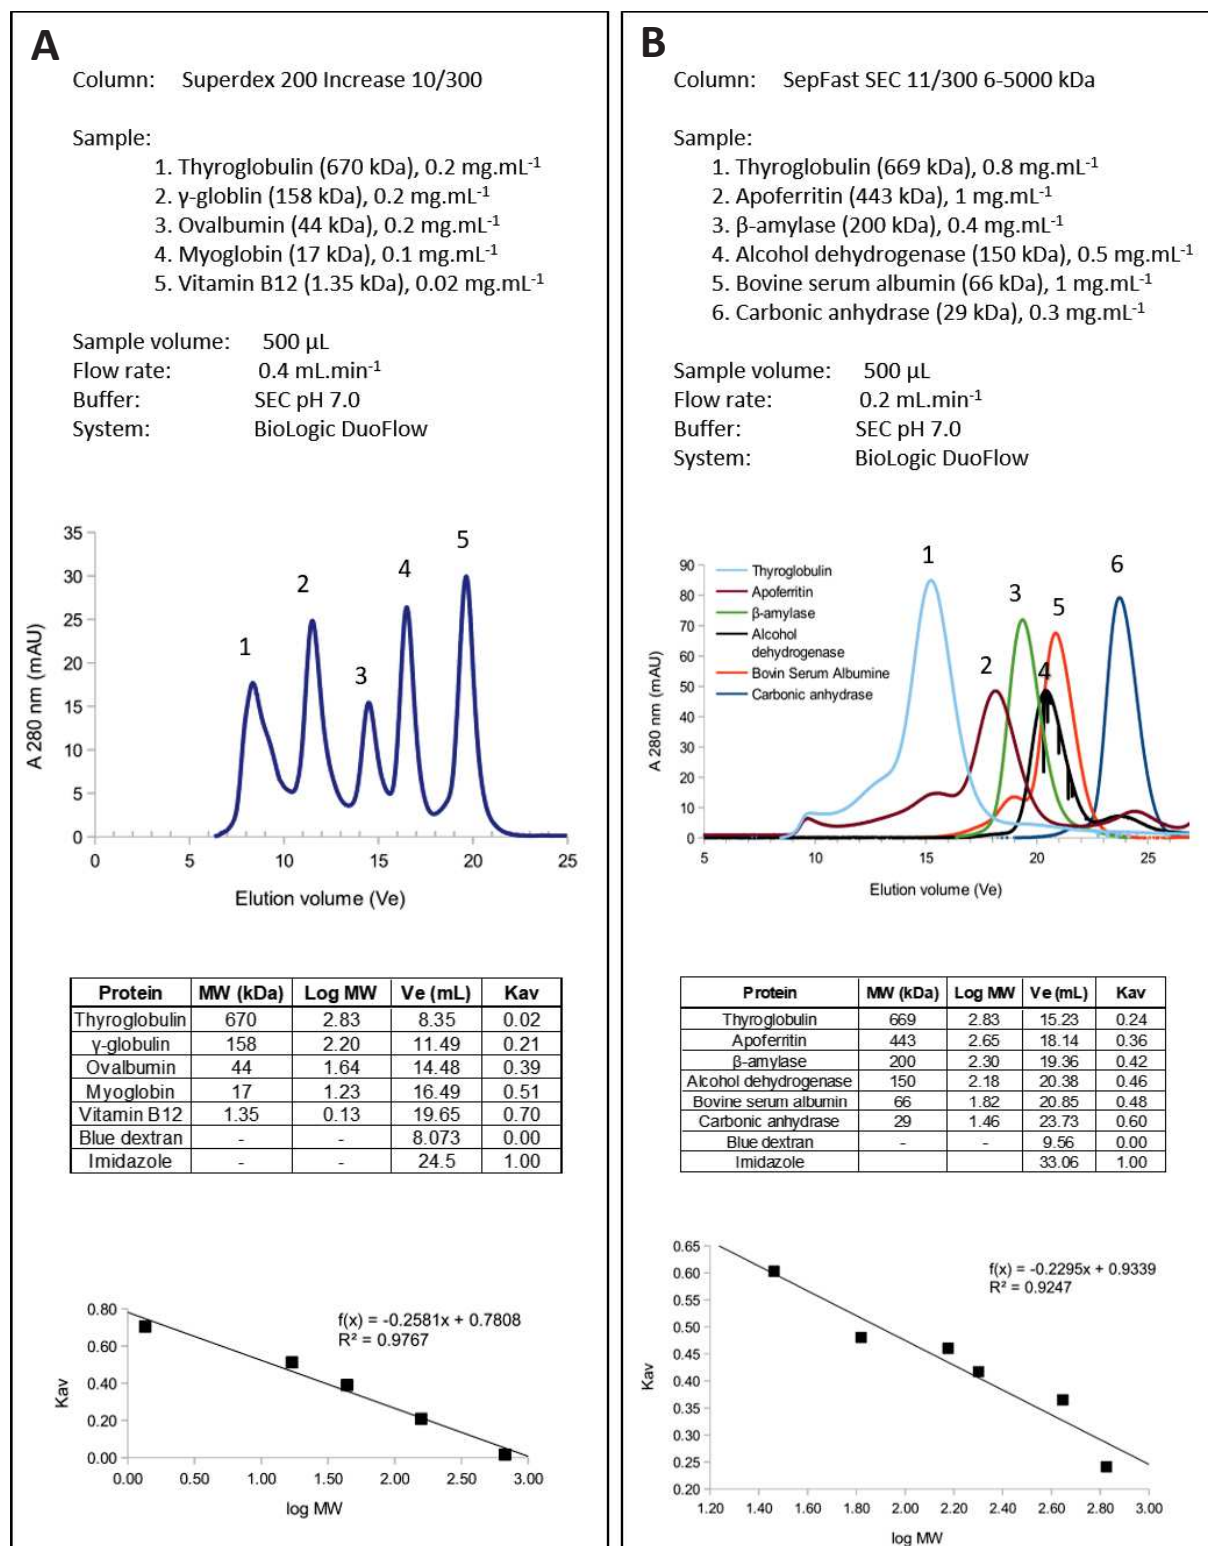 A
Column: Superdex 200 Increase 10/300
Sample:
1. Thyroglobulin (670 kDa), 0.2 mg.mL-1
2. γ-globlin (158 kDa), 0.2 mg.mL-1
3. Ovalbumin (44 kDa), 0.2 mg.mL-1
4. Myoglobin (17 kDa), 0.1 mg.mL-1
5. Vitamin B12 (1.35 kDa), 0.02 mg.mL-1
Sample volume: 500 µL
Flow rate: 0.4 mL.min-1
Buffer: SEC pH 7.0
System: BioLogic DuoFlow
A 280 nm (mAU)
35
30
25
20
15
10
5
0
1
2
3
4
5
0 5 10 15 20 25
Elution volume (Ve)
Protein MW (kDa) Log MW Ve (mL) Kav
Thyroglobulin 670 2.83 8.35 0.02
γ-globulin 158 2.20 11.49 0.21
Ovalbumin 44 1.64 14.48 0.39
Myoglobin 17 1.23 16.49 0.51
Vitamin B12 1.35 0.13 19.65 0.70
Blue dextran - - 8.073 0.00
Imidazole - - 24.5 1.00
f(x) = -0.2581x + 0.7808
R² = 0.9767
Kav
0.80
0.60
0.40
0.20
0.00
0.00 0.50 1.00 1.50 2.00 2.50 3.00
log MW
B
Column: SepFast SEC 11/300 6-5000 kDa
Sample:
1. Thyroglobulin (669 kDa), 0.8 mg.mL-1
2. Apoferritin (443 kDa), 1 mg.mL-1
3. β-amylase (200 kDa), 0.4 mg.mL-1
4. Alcohol dehydrogenase (150 kDa), 0.5 mg.mL-1
5. Bovine serum albumin (66 kDa), 1 mg.mL-1
6. Carbonic anhydrase (29 kDa), 0.3 mg.mL-1
Sample volume: 500 µL
Flow rate: 0.2 mL.min-1
Buffer: SEC pH 7.0
System: BioLogic DuoFlow
A 280 nm (mAU)
90
80
70
60
50
40
30
20
10
0
Thyroglobulin
Apoferritin
β-amylase
Alcohol
dehydrogenase
Bovin Serum Albumine
Carbonic anhydrase
1
2
3
4
5
6
5 10 15 20 25
Elution volume (Ve)
Protein MW (kDa) Log MW Ve (mL) Kav
Thyroglobulin 669 2.83 15.23 0.24
Apoferritin 443 2.65 18.14 0.36
β-amylase 200 2.30 19.36 0.42
Alcohol dehydrogenase 150 2.18 20.38 0.46
Bovine serum albumin 66 1.82 20.85 0.48
Carbonic anhydrase 29 1.46 23.73 0.60
Blue dextran - - 9.56 0.00
Imidazole 33.06 1.00
f(x) = -0.2295x + 0.9339
R² = 0.9247
Kav
0.65
0.60
0.55
0.50
0.45
0.40
0.35
0.30
0.25
0.20
1.20 1.40 1.60 1.80 2.00 2.20 2.40 2.60 2.80 3.00
log MW